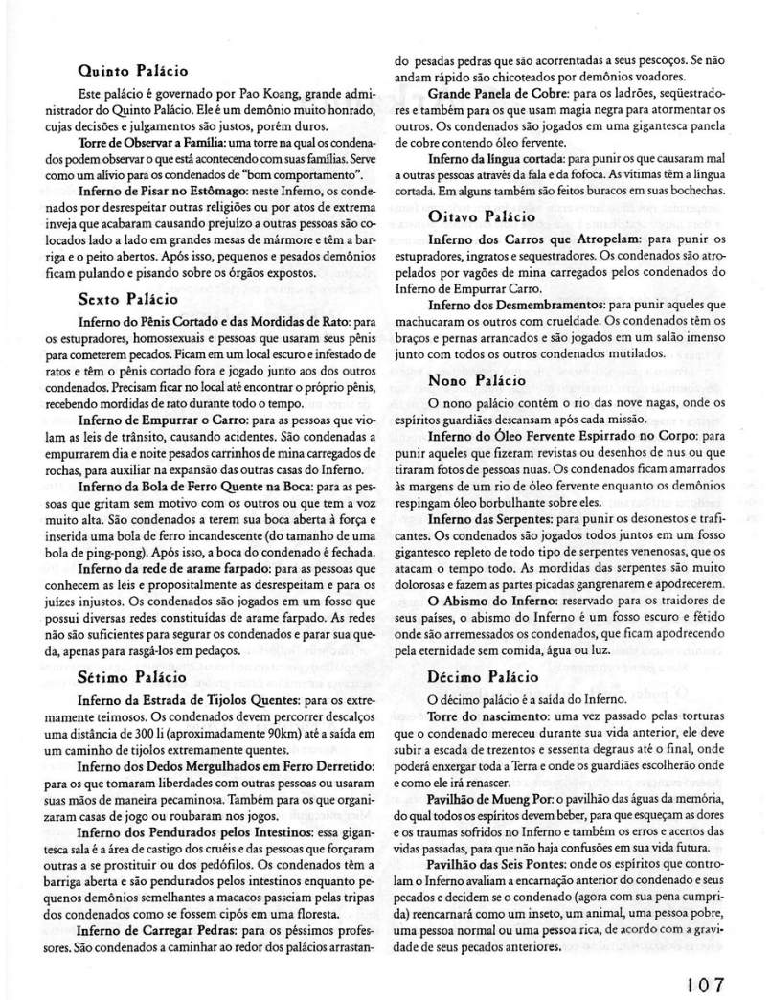 Quinto Palácio
Este palácio é governado por Pao Koang, grande admi-
nistrador do Quinto Palácio. Ele é um demônio muito honrado,
cujas decisões e julgamentos são justos, porém duros.
Torre de Observar a Família: uma torre na qual os condena-
dos podem observar o que está acontecendo com suas famílias. Serve
como um alívio para os condenados de "bom comportamento".
Inferno de Pisar no Estômago: neste Inferno, os conde-
nados por desrespeitar outras religiões ou por atos de extrema
inveja que acabaram causando prejuízo a outras pessoas são co-
locados lado a lado em grandes mesas de mármore e têm a bar-
riga e o peito abertos. Após isso, pequenos e pesados demônios
ficam pulando e pisando sobre os órgãos expostos.
Sexto Palácio
Inferno do Pênis Cortado e das Mordidas de Rato: para
os estupradores, homossexuais e pessoas que usaram seus pênis
para cometerem pecados. Ficam em um local escuro e infestado de
ratos e têm o pênis cortado fora e jogado junto aos dos outros
condenados. Precisam ficar no local até encontrar o próprio pênis,
recebendo mordidas de rato durante todo o tempo.
Inferno de Empurrar o Carro: para as pessoas que vio-
lam as leis de trânsito, causando acidentes. São condenadas a
empurrarem dia e noite pesados carrinhos de mina carregados de
rochas, para auxiliar na expansão das outras casas do Inferno.
Inferno da Bola de Ferro Quente na Boca: para as pes-
soas que gritam sem motivo com os outros ou que tem a voz
muito alta. São condenados a terem sua boca aberta à força e
inserida uma bola de ferro incandescente (do tamanho de uma
bola de ping-pong). Após isso, a boca do condenado é fechada.
Inferno da rede de arame farpado: para as pessoas que
conhecem as leis e propositalmente as desrespeitam e para os
juízes injustos. Os condenados são jogados em um fosso que
possui diversas redes constituídas de arame farpado. As redes
não são suficientes para segurar os condenados e parar sua que-
da, apenas para rasgá-los em pedaços.
Sétimo Palácio
Inferno da Estrada de Tijolos Quentes: para os extre-
mamente teimosos. Os condenados devem percorrer descalços
uma distância de 300 li (aproximadamente 90km) até a saída em
um caminho de tijolos extremamente quentes.
Inferno dos Dedos Mergulhados em Ferro Derretido:
para os que tomaram liberdades com outras pessoas ou usaram
suas mãos de maneira pecaminosa. Também para os que organi-
zaram casas de jogo ou roubaram nos jogos.
Inferno dos Pendurados pelos Intestinos: essa gigan-
tesca sala é a área de castigo dos cruéis e das pessoas que forçaram
outras a se prostituir ou dos pedófilos. Os condenados têm a
barriga aberta e são pendurados pelos intestinos enquanto pe-
quenos demônios semelhantes a macacos passeiam pelas tripas
dos condenados como se fossem cipós em uma floresta.
Inferno de Carregar Pedras: para os péssimos profes-
sores. São condenados a caminhar ao redor dos palácios arrastan-
do pesadas pedras que são acorrentadas a seus pescoços. Se não
andam rápido são chicoteados por demônios voadores.
Grande Panela de Cobre: para os ladrões, seqüestrado-
res e também para os que usam magia negra para atormentar os
outros. Os condenados são jogados em uma gigantesca panela
de cobre contendo óleo fervente.
Inferno da língua cortada: para punir os que causaram mal
a outras pessoas através da fala e da fofoca. As vítimas têm a língua
cortada. Em alguns também são feitos buracos em suas bochechas.
Oitavo Palácio
Inferno dos Carros que Atropelam: para punir os
estupradores, ingratos e sequestradores. Os condenados são atro-
pelados por vagões de mina carregados pelos condenados do
Inferno de Empurrar Carro.
Inferno dos Desmembramentos: para punir aqueles que
machucaram os outros com crueldade. Os condenados têm os
braços e pernas arrancados e são jogados em um salão imenso
junto com todos os outros condenados mutilados.
Nono Palácio
O nono palácio contém o rio das nove nagas, onde os
espíritos guardiães descansam após cada missão.
Inferno do Óleo Fervente Espirrado no Corpo: para
punir aqueles que fizeram revistas ou desenhos de nus ou que
tiraram fotos de pessoas nuas. Os condenados ficam amarrados
às margens de um rio de óleo fervente enquanto os demônios
respingam óleo borbulhante sobre eles.
Inferno das Serpentes: para punir os desonestos e trafi-
cantes. Os condenados são jogados todos juntos em um fosso
gigantesco repleto de todo tipo de serpentes venenosas, que os
atacam o tempo todo. As mordidas das serpentes são muito
dolorosas e fazem as partes picadas gangrenarem e apodrecerem.
O Abismo do Inferno: reservado para os traidores de
seus países, o abismo do Inferno é um fosso escuro e fétido
onde são arremessados os condenados, que ficam apodrecendo
pela eternidade sem comida, água ou luz.
Décimo Palácio
O décimo palácio é a saída do Inferno.
Torre do nascimento: uma vez passado pelas torturas
que o condenado mereceu durante sua vida anterior, ele deve
subir a escada de trezentos e sessenta degraus até o final, onde
poderá enxergar toda a Terra e onde os guardiães escolherão onde
e como ele irá renascer.
Pavilhão de Mueng Por: o pavilhão das águas da memória,
do qual todos os espíritos devem beber, para que esqueçam as dores
e os traumas sofridos no Inferno e também os erros e acertos das
vidas passadas, para que não haja confusões em sua vida futura.
Pavilhão das Seis Pontes: onde os espíritos que contro-
lam o Inferno avaliam a encarnação anterior do condenado e seus
pecados e decidem se o condenado (agora com sua pena cumpri-
da) reencarnará como um inseto, um animal, uma pessoa pobre,
uma pessoa normal ou uma pessoa rica, de acordo com a gravi-
dade de seus pecados anteriores.
107